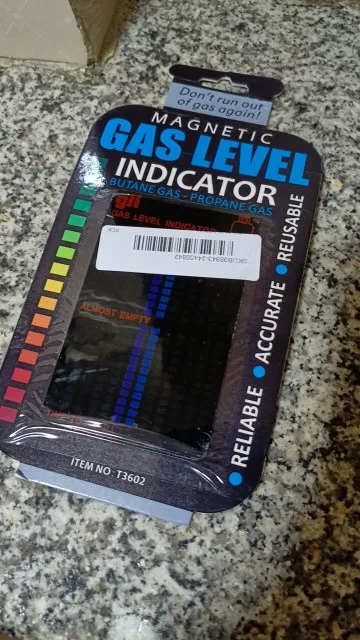 Don't run out
of gas again!
MAGNETIC
GAS LEVEL
INDICATOR
BUTANE GAS - PROPANE GAS
gli
GAS LEVEL INDICATOR
ALMOST EMPTY
RELIABLE • ACCURATE • REUSABLE
ITEM NO: T3602